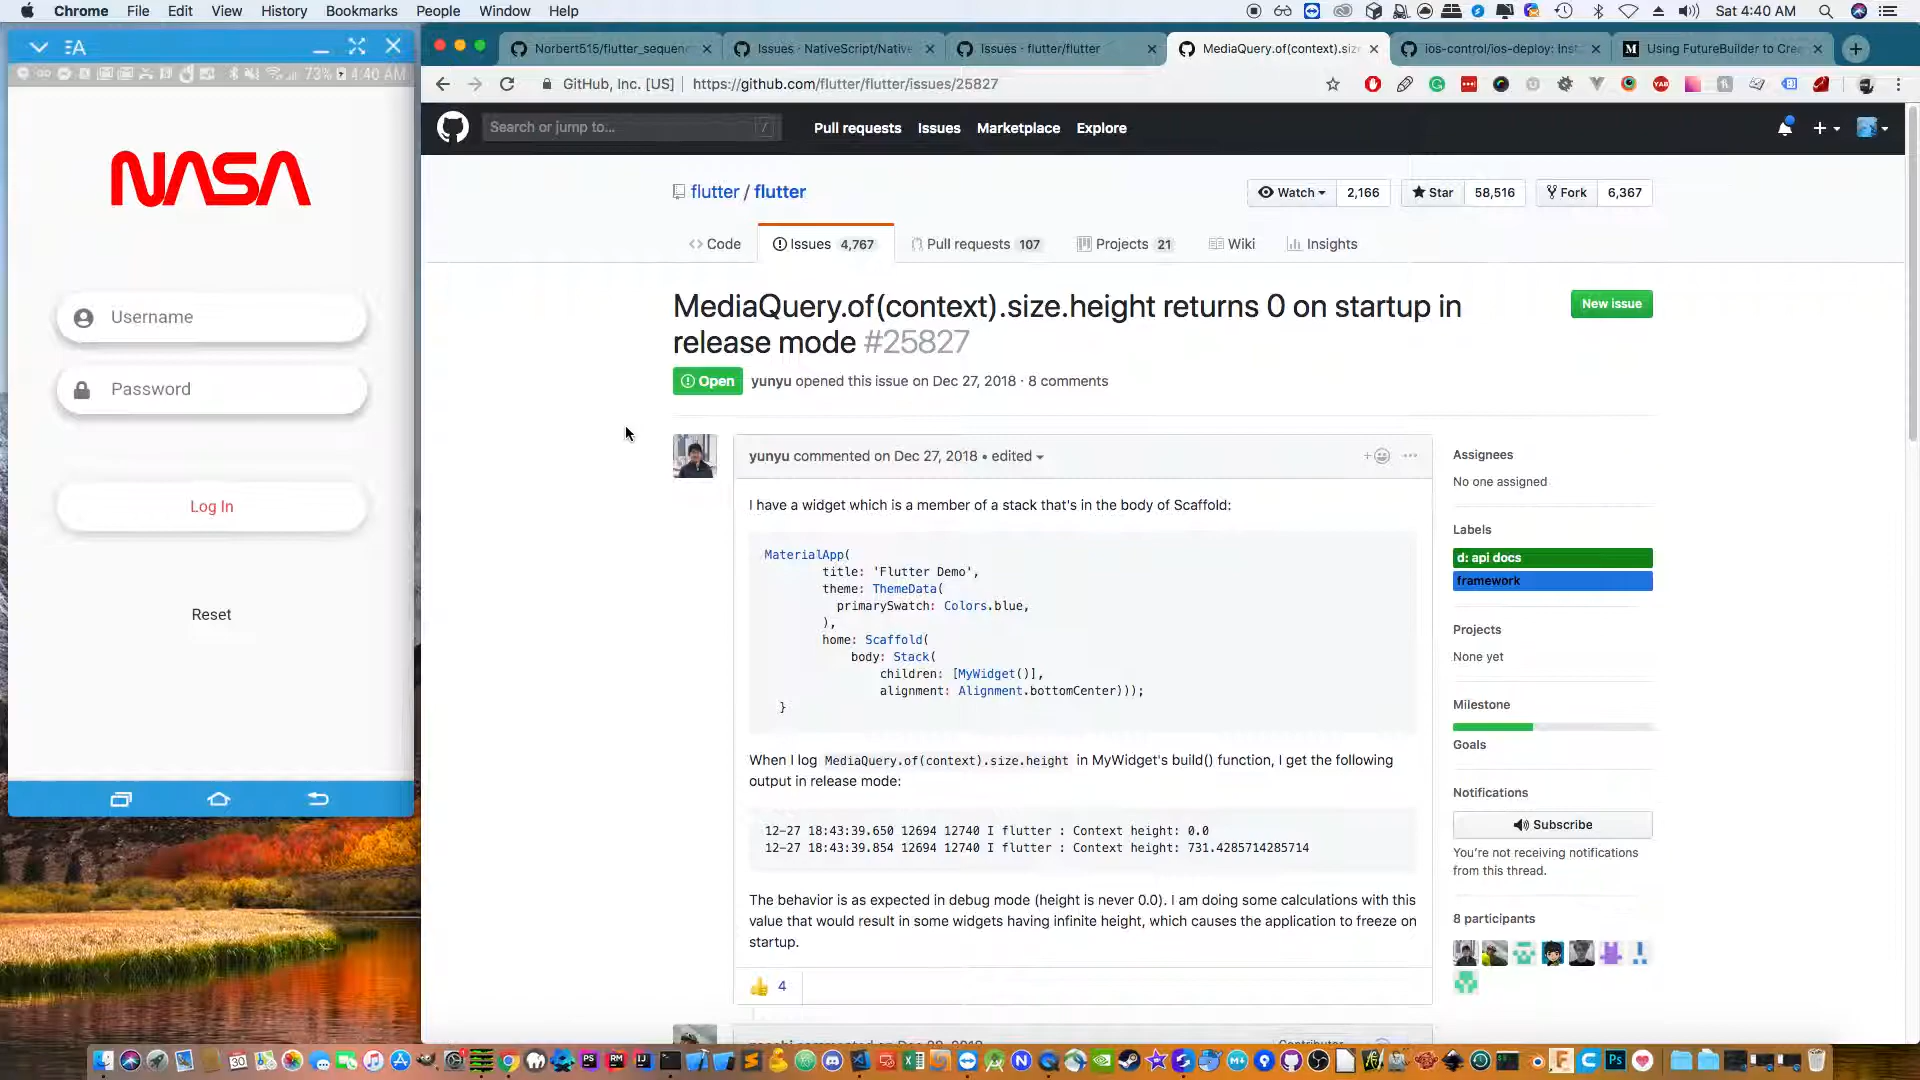 Chrome File Edit View History Bookmarks People Window Help Sat 4:40 AM
73% 4:40 AM
NASA
Username
Password
Log In
Reset
Norbert515/flutter_sequen
Issues · NativeScript/Native
Issues · flutter/flutter
MediaQuery.of(context).siz
ios-control/ios-deploy: Inst
Using FutureBuilder to Crea
GitHub, Inc. [US] https://github.com/flutter/flutter/issues/25827
Search or jump to... /
Pull requests Issues Marketplace Explore
flutter / flutter
Watch 2,166 Star 58,516 Fork 6,367
Code Issues 4,767 Pull requests 107 Projects 21 Wiki Insights
MediaQuery.of(context).size.height returns 0 on startup in
release mode #25827
New issue
Open yunyu opened this issue on Dec 27, 2018 · 8 comments
yunyu commented on Dec 27, 2018 • edited
I have a widget which is a member of a stack that's in the body of Scaffold:
MaterialApp(
title: 'Flutter Demo',
theme: ThemeData(
primarySwatch: Colors.blue,
),
home: Scaffold(
body: Stack(
children: [MyWidget()],
alignment: Alignment.bottomCenter)));
}
When I log MediaQuery.of(context).size.height in MyWidget's build() function, I get the following
output in release mode:
12-27 18:43:39.650 12694 12740 I flutter : Context height: 0.0
12-27 18:43:39.854 12694 12740 I flutter : Context height: 731.4285714285714
The behavior is as expected in debug mode (height is never 0.0). I am doing some calculations with this
value that would result in some widgets having infinite height, which causes the application to freeze on
startup.
4
Assignees
No one assigned
Labels
d: api docs
framework
Projects
None yet
Milestone
Goals
Notifications
Subscribe
You're not receiving notifications
from this thread.
8 participants